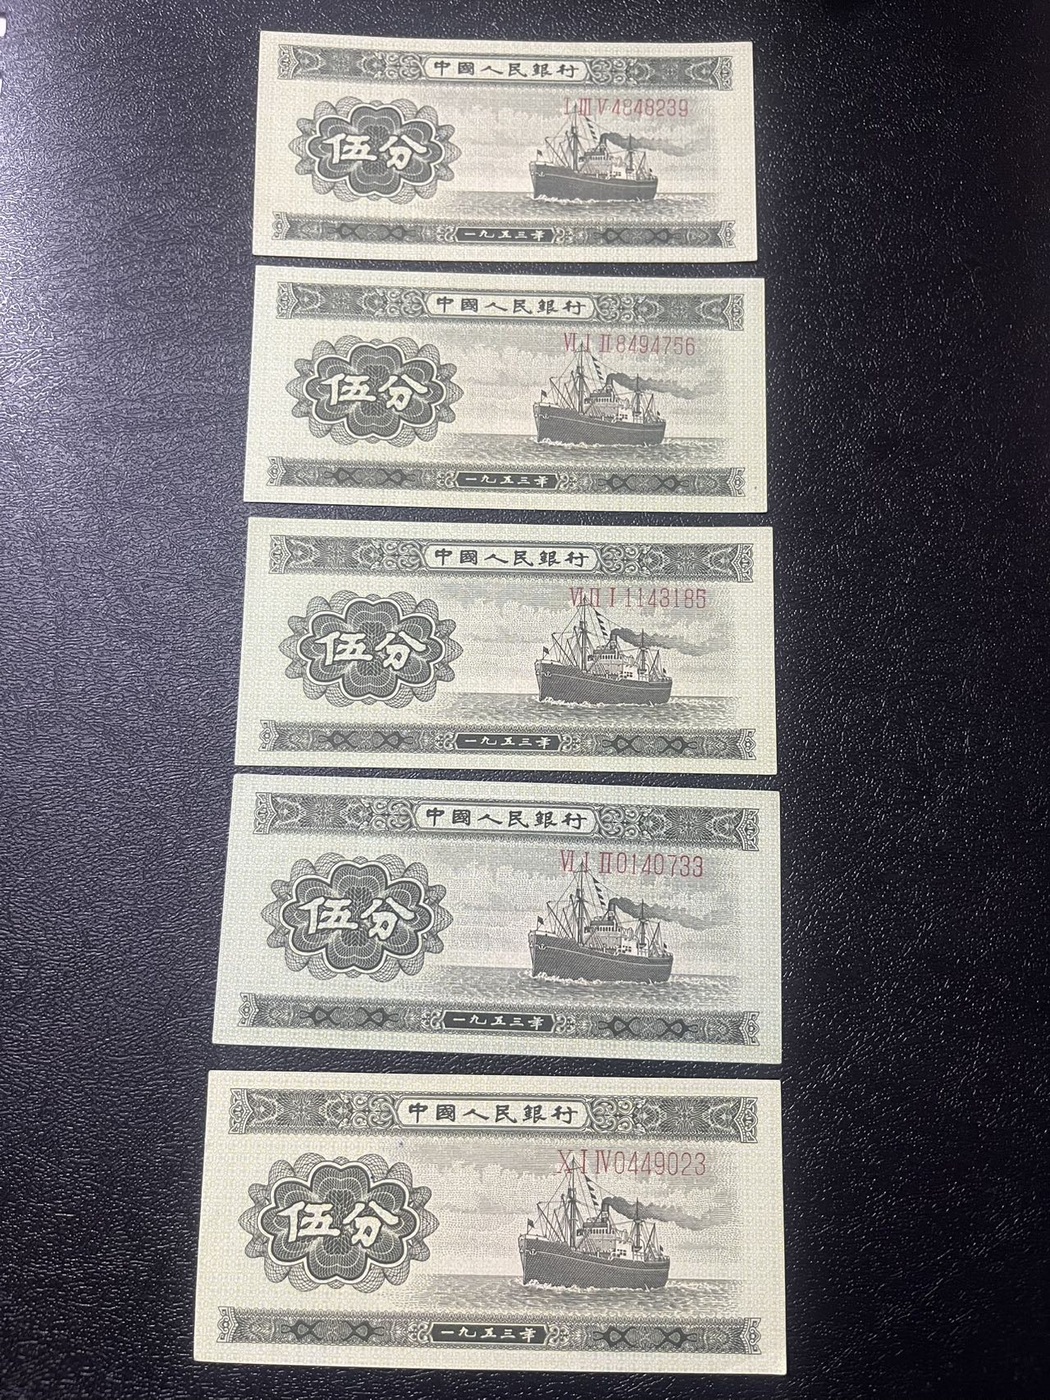 中國人民銀行
I III V 4848239
伍分
一九五三年
中國人民銀行
VI I II 8494756
伍分
一九五三年
中國人民銀行
VI II I 1143185
伍分
一九五三年
中國人民銀行
VI I II 0140733
伍分
一九五三年
中國人民銀行
X I IV 0449023
伍分
一九五三年